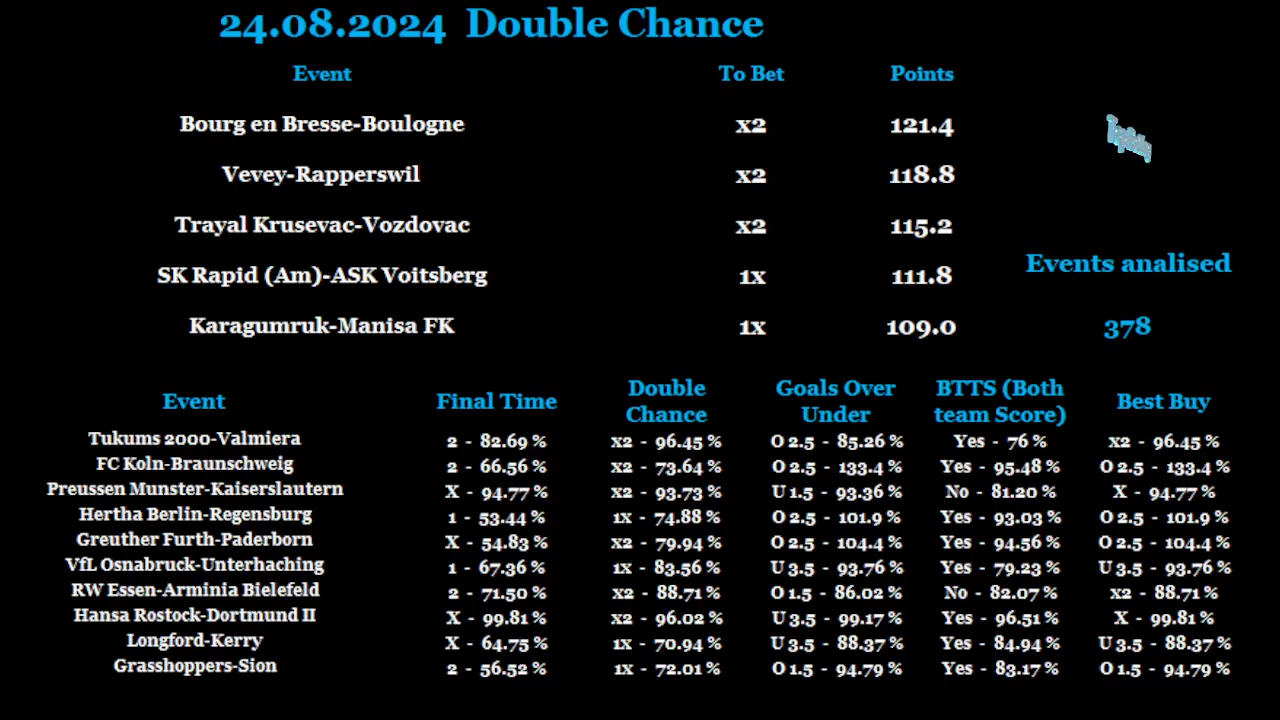 24.08.2024 Double Chance
Event To Bet Points
Bourg en Bresse-Boulogne x2 121.4
Vevey-Rapperswil x2 118.8
Trayal Krusevac-Vozdovac x2 115.2
SK Rapid (Am)-ASK Voitsberg 1x 111.8
Karagumruk-Manisa FK 1x 109.0
Events analised
378
Event Final Time Double Chance Goals Over Under BTTS (Both team Score) Best Buy
Tukums 2000-Valmiera 2 - 82.69 % x2 - 96.45 % O 2.5 - 85.26 % Yes - 76 % x2 - 96.45 %
FC Koln-Braunschweig 2 - 66.56 % x2 - 73.64 % O 2.5 - 133.4 % Yes - 95.48 % O 2.5 - 133.4 %
Preussen Munster-Kaiserslautern X - 94.77 % x2 - 93.73 % U 1.5 - 93.36 % No - 81.20 % X - 94.77 %
Hertha Berlin-Regensburg 1 - 53.44 % 1x - 74.88 % O 2.5 - 101.9 % Yes - 93.03 % O 2.5 - 101.9 %
Greuther Furth-Paderborn X - 54.83 % x2 - 79.94 % O 2.5 - 104.4 % Yes - 94.56 % O 2.5 - 104.4 %
VfL Osnabruck-Unterhaching 1 - 67.36 % 1x - 83.56 % U 3.5 - 93.76 % Yes - 79.23 % U 3.5 - 93.76 %
RW Essen-Arminia Bielefeld 2 - 71.50 % x2 - 88.71 % O 1.5 - 86.02 % No - 82.07 % x2 - 88.71 %
Hansa Rostock-Dortmund II X - 99.81 % x2 - 96.02 % U 3.5 - 99.17 % Yes - 96.51 % X - 99.81 %
Longford-Kerry X - 64.75 % 1x - 70.94 % U 3.5 - 88.37 % Yes - 84.94 % U 3.5 - 88.37 %
Grasshoppers-Sion 2 - 56.52 % 1x - 72.01 % O 1.5 - 94.79 % Yes - 83.17 % O 1.5 - 94.79 %